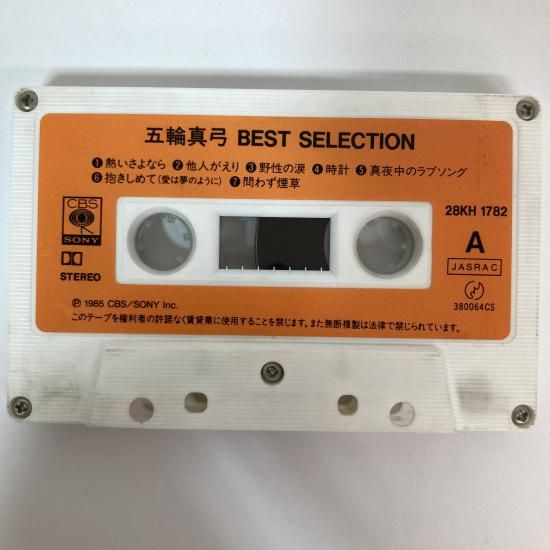 五輪真弓 BEST SELECTION
❶熱いさよなら ❷他人がえり ❸野性の涙 ❹時計 ❺真夜中のラブソング
❻抱きしめて(愛は夢のように) ❼問わず煙草
CBS
SONY
28KH 1782
A
STEREO
JASRAC
380064CS
Ⓟ 1985 CBS/SONY Inc.
このテープを権利者の許諾なく賃貸業に使用することを禁じます。また無断複製は法律で禁じられています。